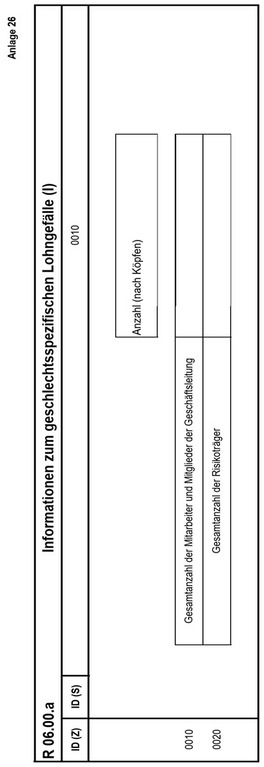 Anlage 26
R 06.00.a Informationen zum geschlechtsspezifischen Lohngefälle (I)
ID (Z) ID (S) 0010
Anzahl (nach Köpfen)
0010 Gesamtanzahl der Mitarbeiter und Mitglieder der Geschäftsleitung
0020 Gesamtanzahl der Risikoträger